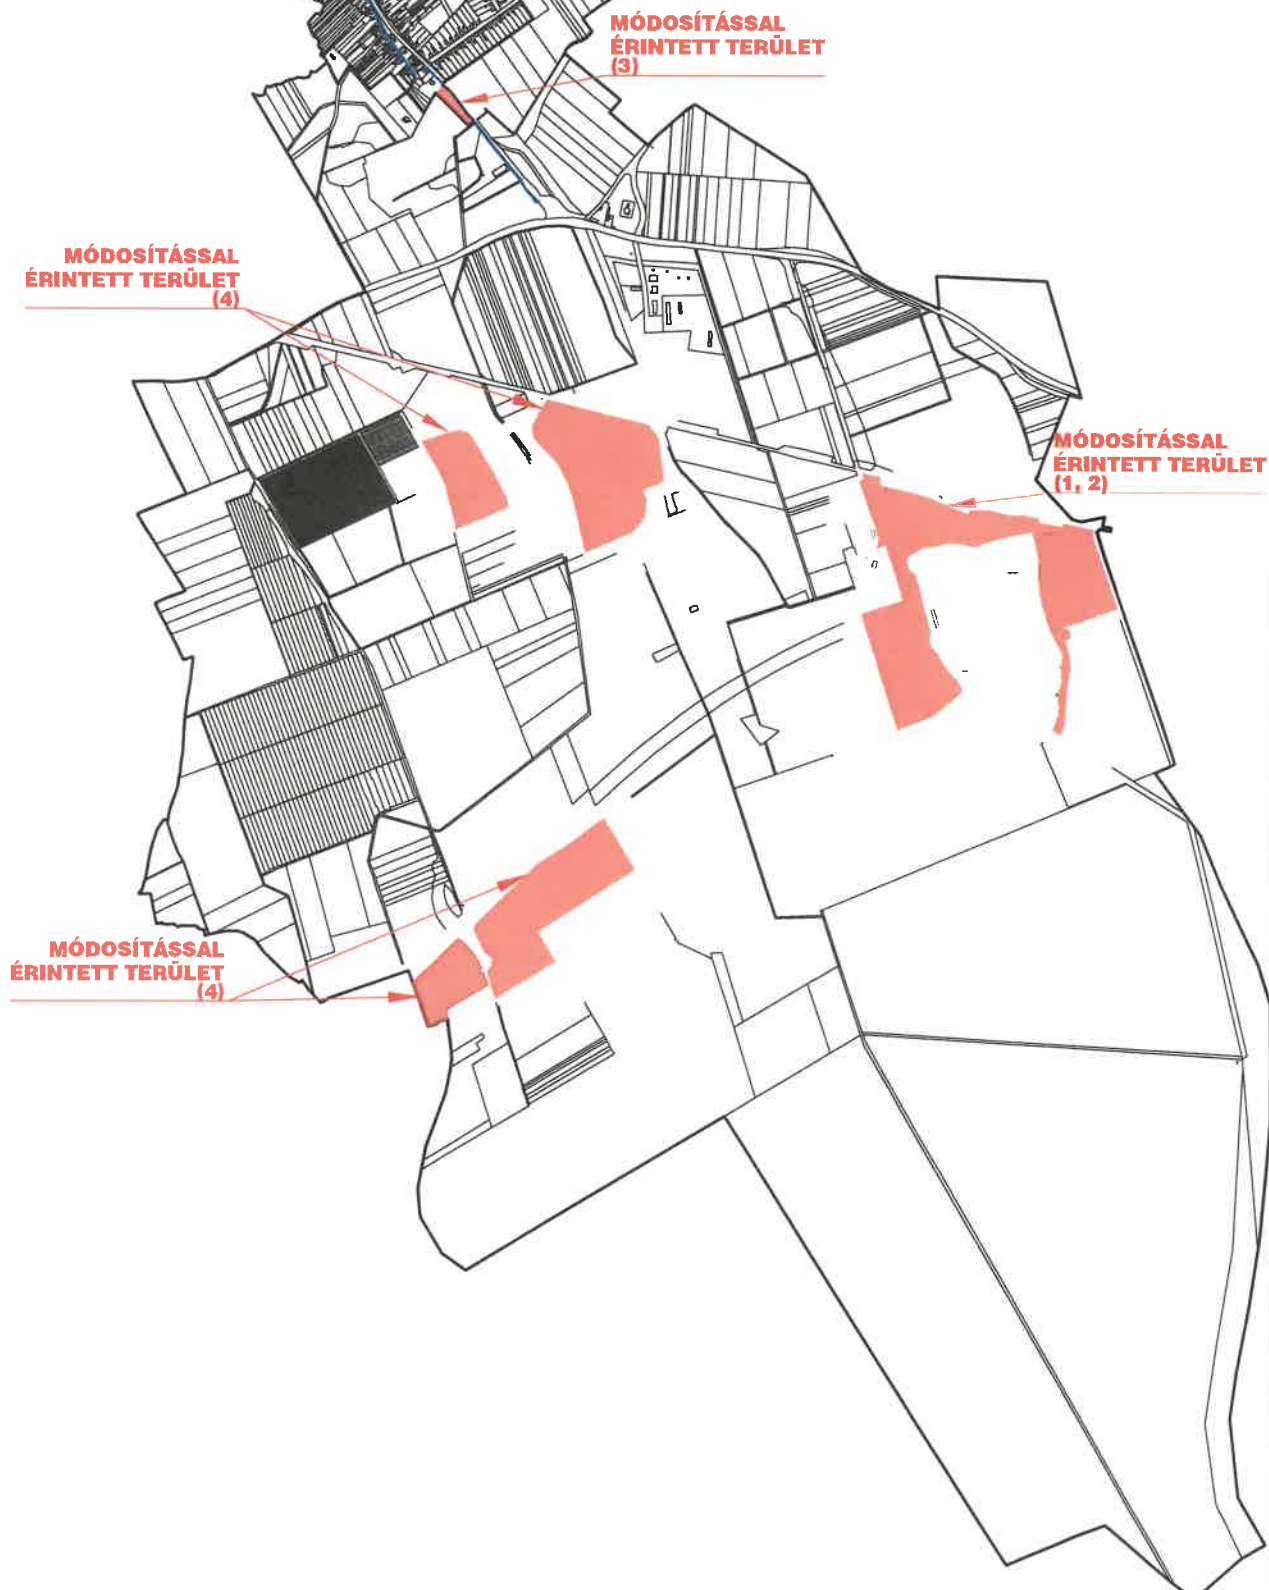 MÓDOSÍTÁSSAL
ÉRINTETT TERÜLET
(3)
MÓDOSÍTÁSSAL
ÉRINTETT TERÜLET
(4)
MÓDOSÍTÁSSAL
ÉRINTETT TERÜLET
(1, 2)
MÓDOSÍTÁSSAL
ÉRINTETT TERÜLET
(4)